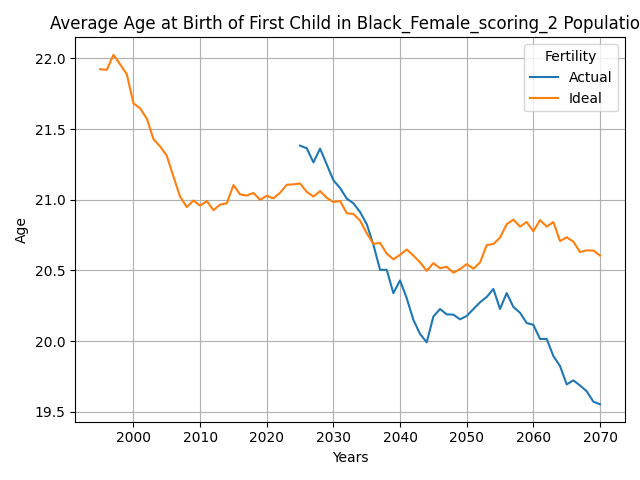 Average Age at Birth of First Child in Black_Female_scoring_2 Populatio
Fertility
Actual
Ideal
22.0
21.5
21.0
20.5
20.0
19.5
Age
2000 2010 2020 2030 2040 2050 2060 2070
Years